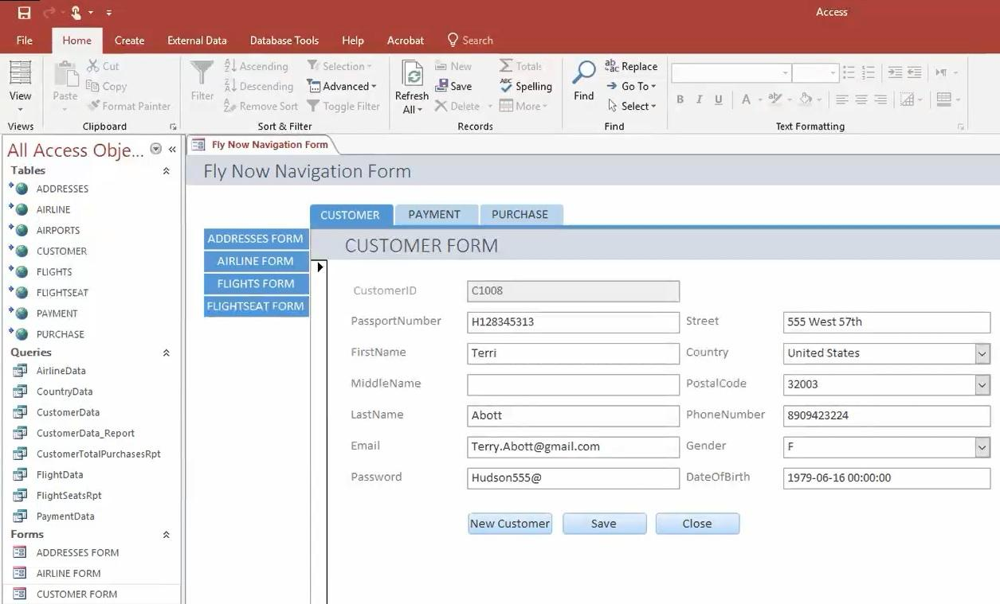 Access
File Home Create External Data Database Tools Help Acrobat Search
View Views
Paste Cut Copy Format Painter Clipboard
Filter Ascending Descending Remove Sort Selection Advanced Toggle Filter Sort & Filter
Refresh All New Save Delete Totals Spelling More Records
Find Replace Go To Select Find
B I U A Text Formatting
All Access Obje...
Tables
ADDRESSES
AIRLINE
AIRPORTS
CUSTOMER
FLIGHTS
FLIGHTSEAT
PAYMENT
PURCHASE
Queries
AirlineData
CountryData
CustomerData
CustomerData_Report
CustomerTotalPurchasesRpt
FlightData
FlightSeatsRpt
PaymentData
Forms
ADDRESSES FORM
AIRLINE FORM
CUSTOMER FORM
Fly Now Navigation Form
Fly Now Navigation Form
CUSTOMER PAYMENT PURCHASE
ADDRESSES FORM
AIRLINE FORM
FLIGHTS FORM
FLIGHTSEAT FORM
CUSTOMER FORM
CustomerID C1008
PassportNumber H128345313 Street 555 West 57th
FirstName Terri Country United States
MiddleName PostalCode 32003
LastName Abott PhoneNumber 8909423224
Email Terry.Abott@gmail.com Gender F
Password Hudson555@ DateOfBirth 1979-06-16 00:00:00
New Customer Save Close